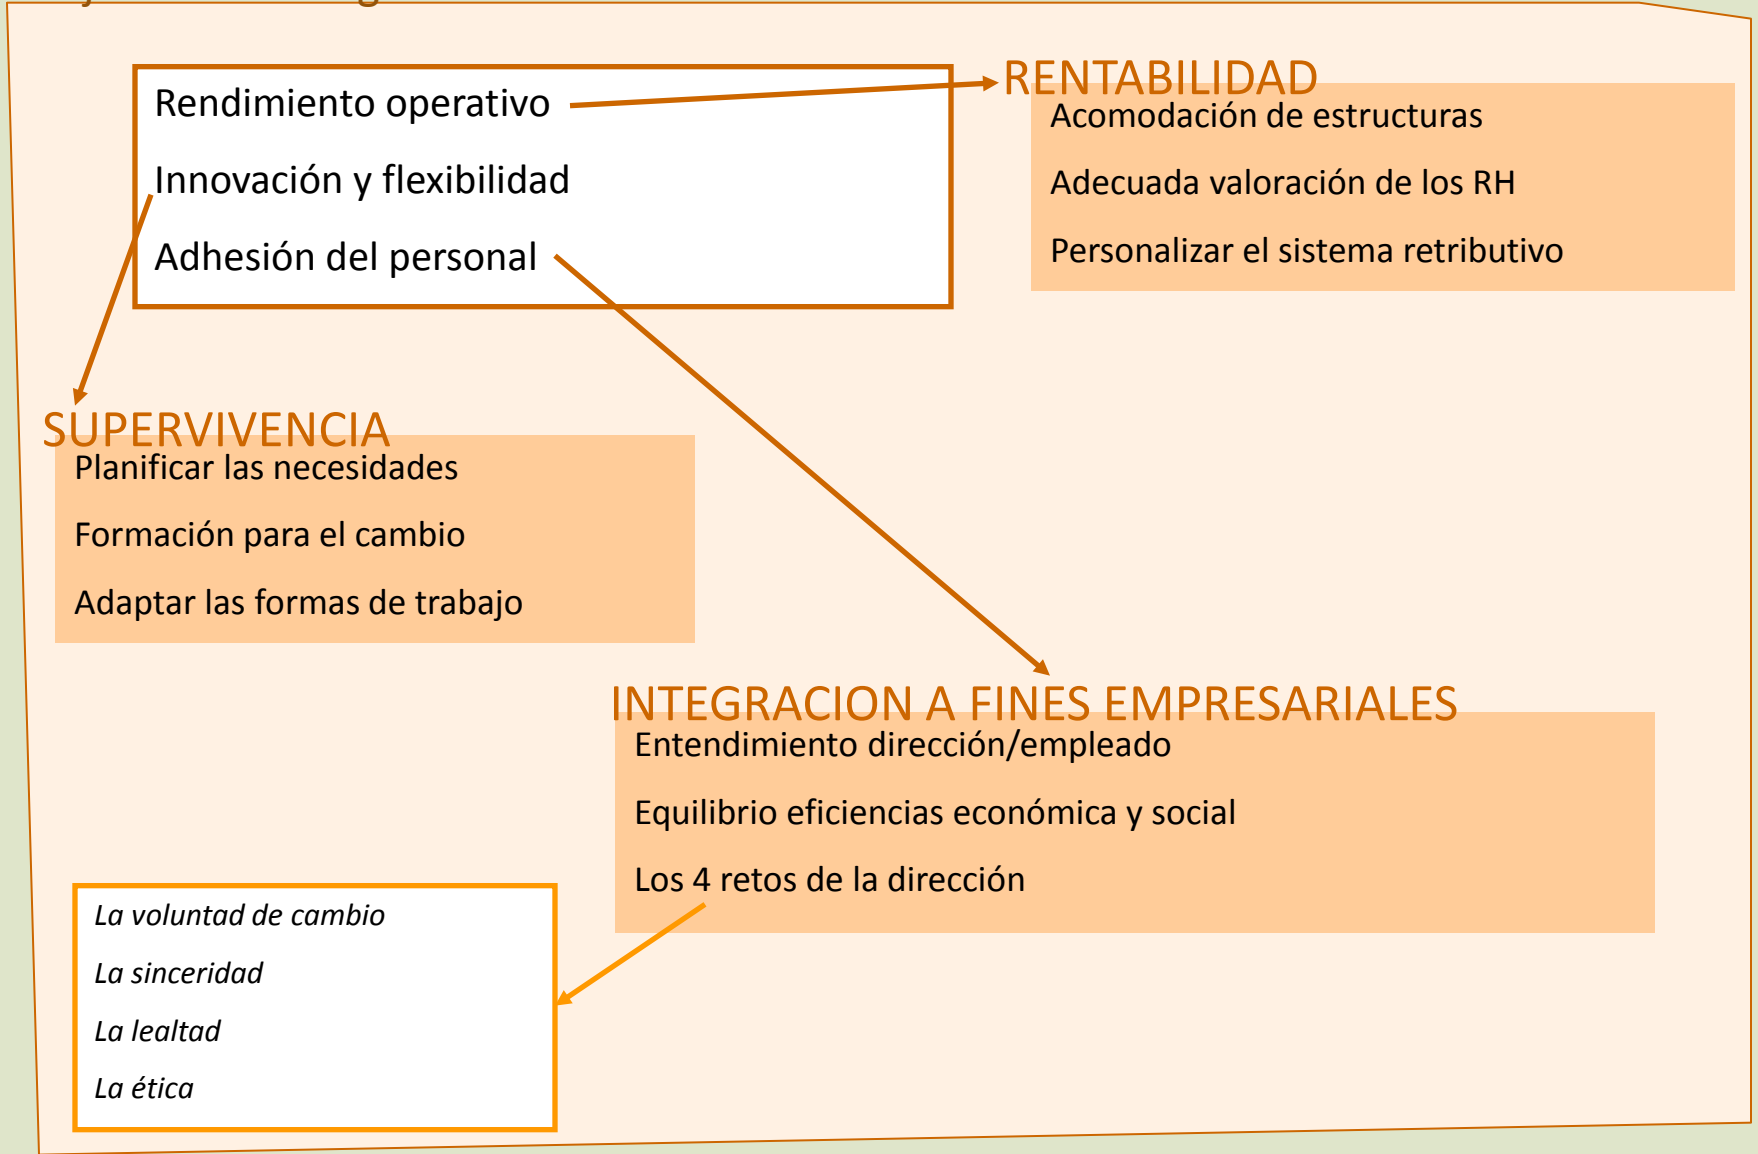 Rendimiento operativo
Innovación y flexibilidad
Adhesión del personal
RENTABILIDAD
Acomodación de estructuras
Adecuada valoración de los RH
Personalizar el sistema retributivo
SUPERVIVENCIA
Planificar las necesidades
Formación para el cambio
Adaptar las formas de trabajo
INTEGRACION A FINES EMPRESARIALES
Entendimiento dirección/empleado
Equilibrio eficiencias económica y social
Los 4 retos de la dirección
La voluntad de cambio
La sinceridad
La lealtad
La ética